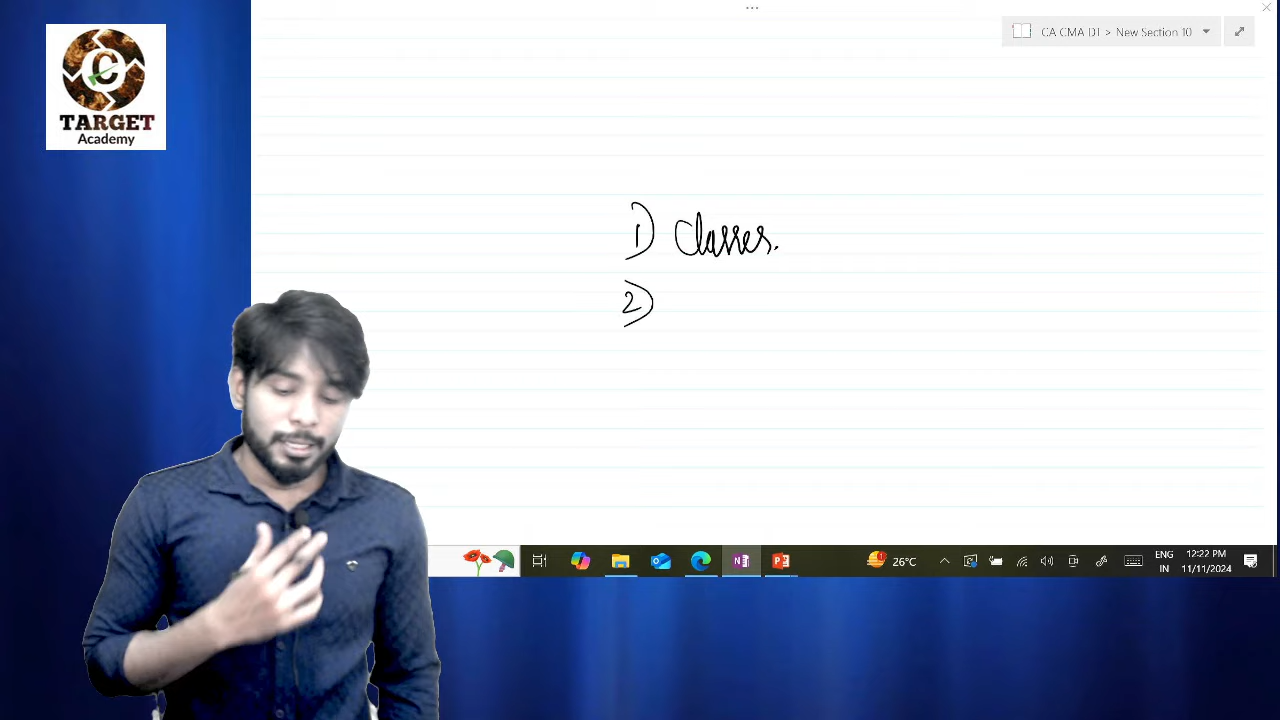 TARGET
Academy
CA CMA DT > New Section 10
1) Classes.
2)
26°C
ENG
IN
12:22 PM
11/11/2024